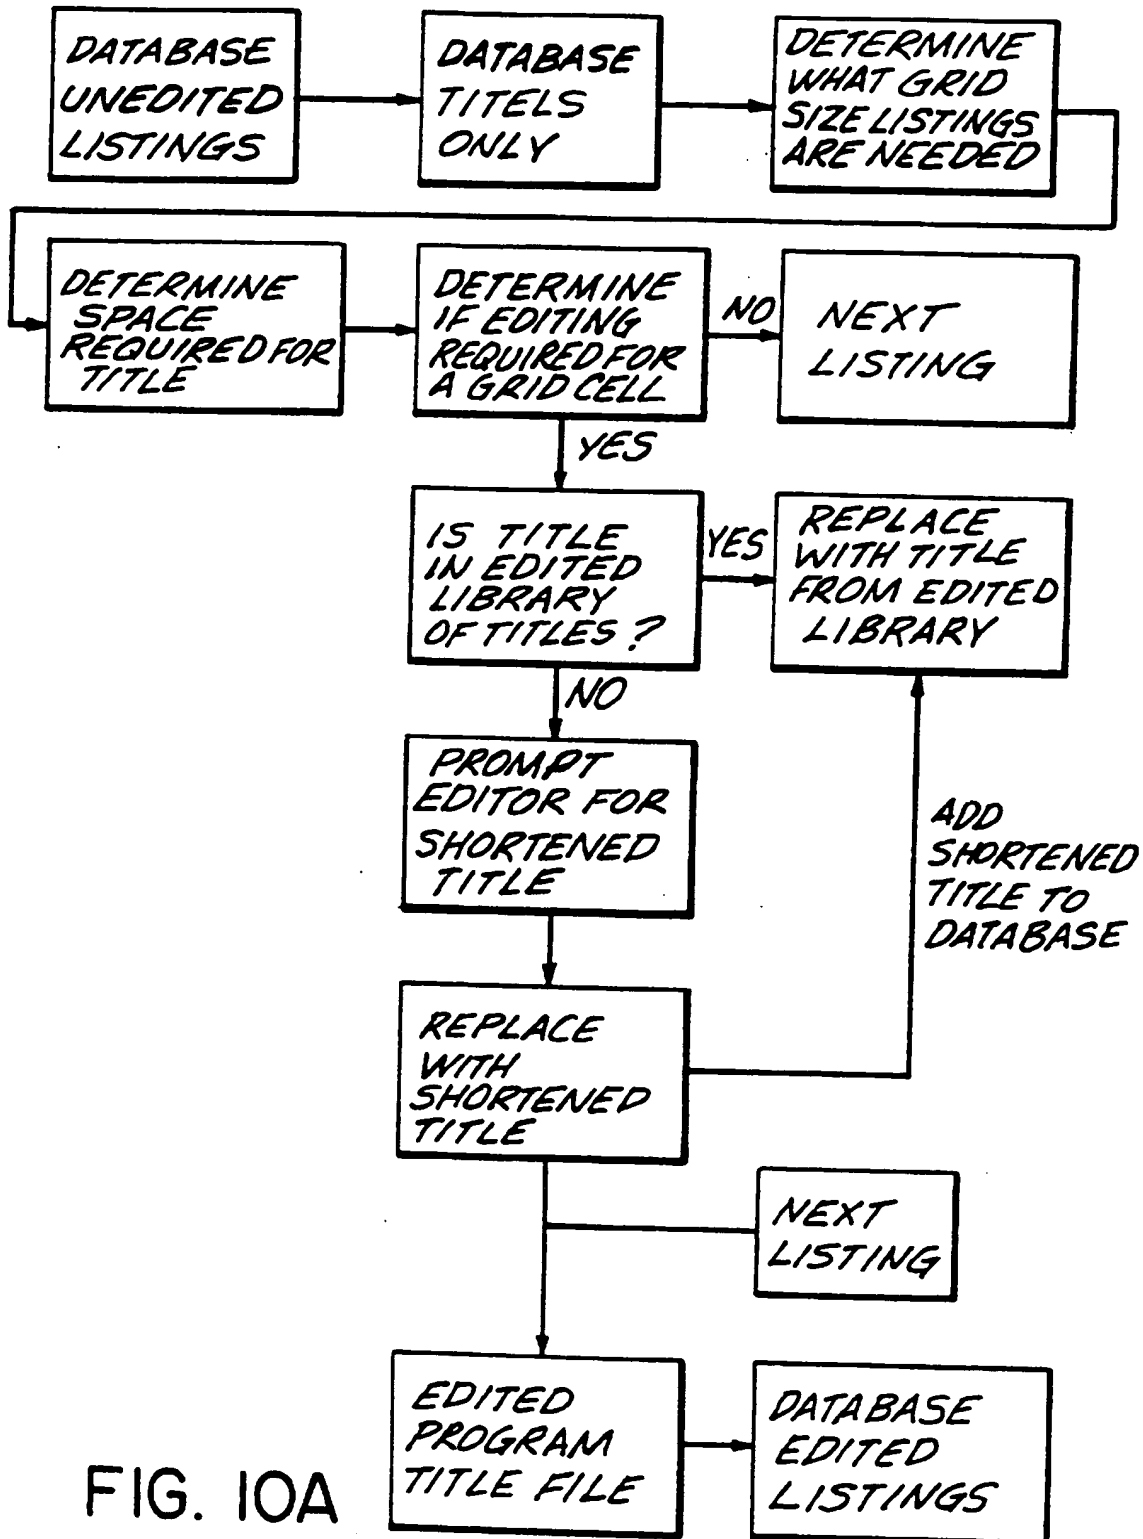 DATABASE
UNEDITED
LISTINGS
DATABASE
TITELS
ONLY
DETERMINE
WHAT GRID
SIZE LISTINGS
ARE NEEDED
DETERMINE
SPACE
REQUIRED FOR
TITLE
DETERMINE
IF EDITING
REQUIRED FOR
A GRID CELL
NO
NEXT
LISTING
YES
IS TITLE
IN EDITED
LIBRARY
OF TITLES?
YES
REPLACE
WITH TITLE
FROM EDITED
LIBRARY
NO
PROMPT
EDITOR FOR
SHORTENED
TITLE
ADD
SHORTENED
TITLE TO
DATABASE
REPLACE
WITH
SHORTENED
TITLE
NEXT
LISTING
EDITED
PROGRAM
TITLE FILE
DATABASE
EDITED
LISTINGS
FIG. 10A